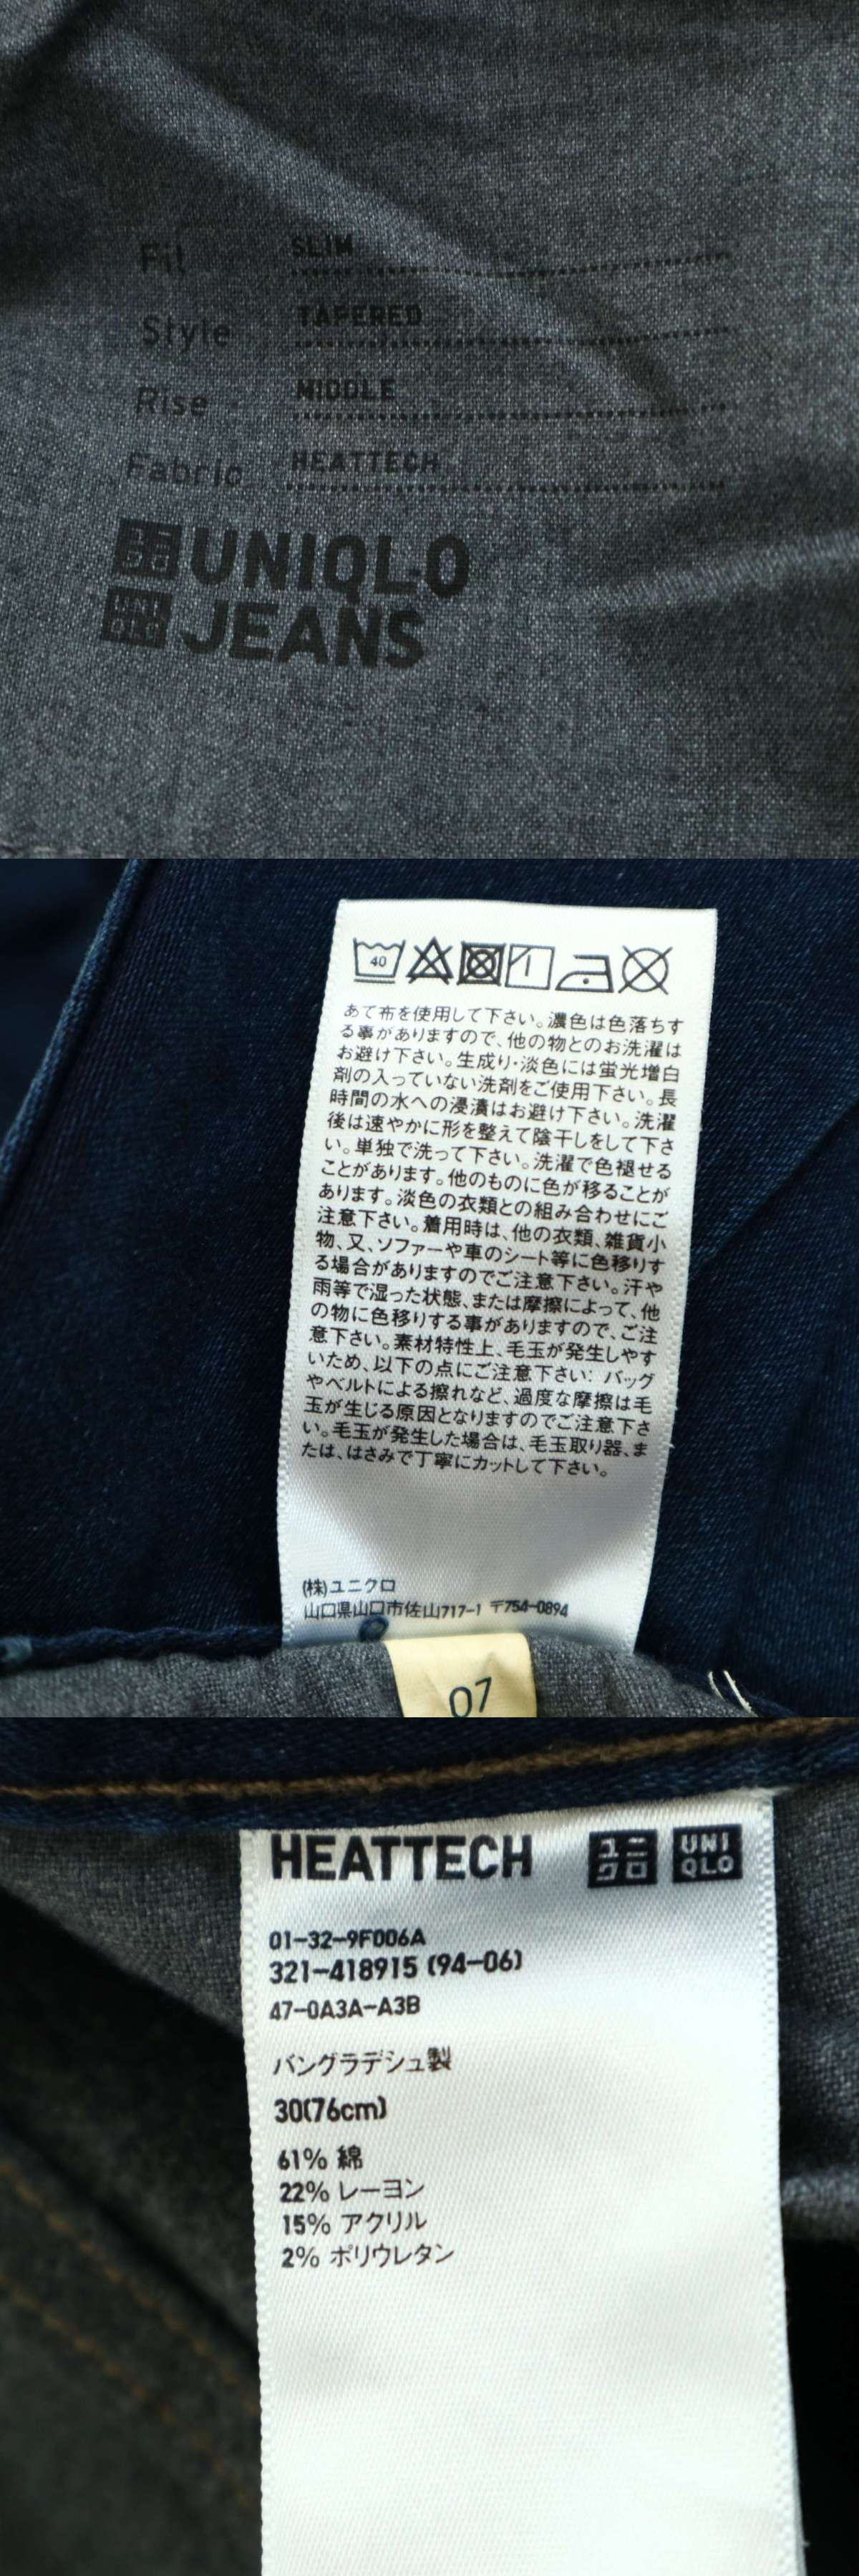 Fit SLIM
Style TAPERED
Rise MIDDLE
Fabric HEATTECH
ユニクロ UNIQLO
UNIQLO JEANS
40
あて布を使用して下さい。濃色は色落ちす
る事がありますので、他の物とのお洗濯は
お避け下さい。生成り・淡色には蛍光増白
剤の入っていない洗剤をご使用下さい。長
時間の水への浸漬はお避け下さい。洗濯
後は速やかに形を整えて陰干しをして下さ
い。単独で洗って下さい。洗濯で色褪せる
ことがあります。他のものに色が移ることが
あります。淡色の衣類との組み合わせにご
注意下さい。着用時は、他の衣類、雑貨小
物、又、ソファーや車のシート等に色移りす
る場合がありますのでご注意下さい。汗や
雨等で湿った状態、または摩擦によって、他
の物に色移りする事がありますので、ご注
意下さい。素材特性上、毛玉が発生しやす
いため、以下の点にご注意下さい: バッグ
やベルトによる擦れなど、過度な摩擦は毛
玉が生じる原因となりますのでご注意下さ
い。毛玉が発生した場合は、毛玉取り器、ま
たは、はさみで丁寧にカットして下さい。
(株)ユニクロ
山口県山口市佐山717-1 〒754-0894
07
HEATTECH ユニクロ UNIQLO
01-32-9F006A
321-418915 (94-06)
47-0A3A-A3B
バングラデシュ製
30(76cm)
61% 綿
22% レーヨン
15% アクリル
2% ポリウレタン